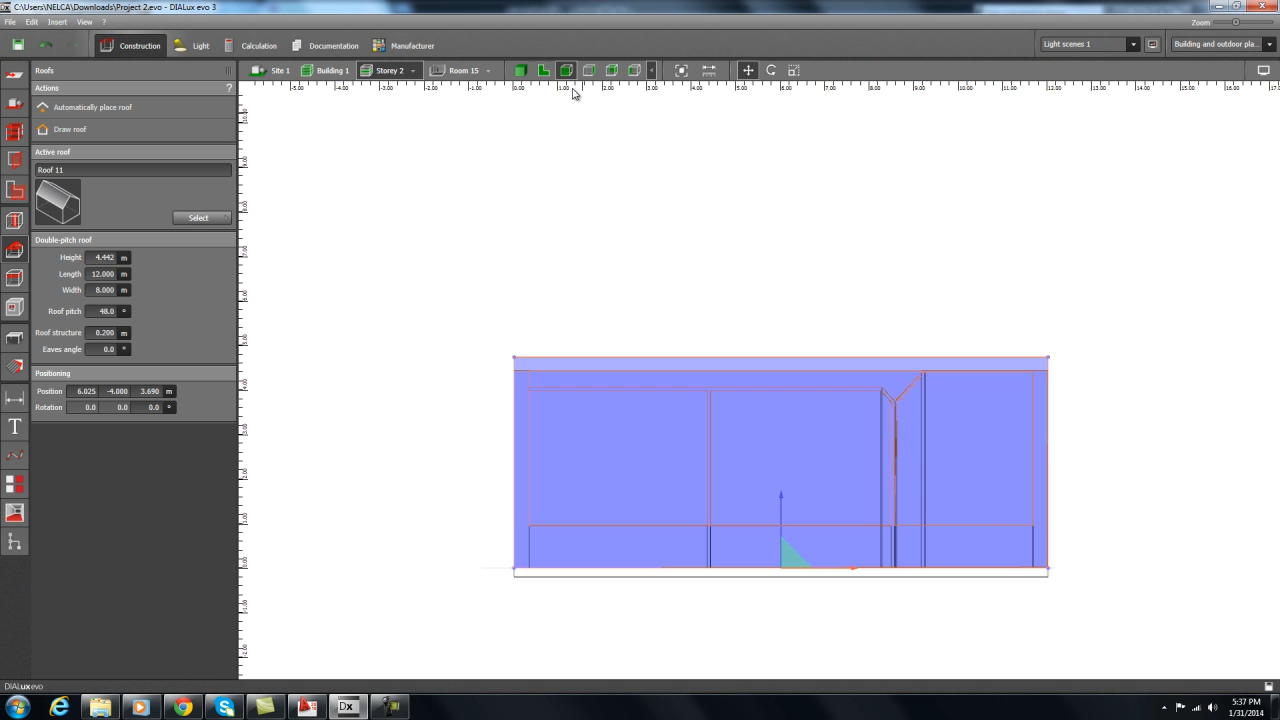 C:\Users\NELCA\Downloads\Project 2.evo - DIALux evo 3
File Edit Insert View ?
Zoom
Construction Light Calculation Documentation Manufacturer
Light scenes 1
Building and outdoor pla...
Roofs
Site 1 Building 1 Storey 2 Room 15
Actions ?
Automatically place roof
Draw roof
Active roof
Roof 11
Select
Double-pitch roof
Height 4.442 m
Length 12.000 m
Width 8.000 m
Roof pitch 48.0 °
Roof structure 0.200 m
Eaves angle 0.0 °
Positioning
Position 6.025 -4.000 3.690 m
Rotation 0.0 0.0 0.0 °
T
DIALux evo
Dx
5:37 PM
1/31/2014